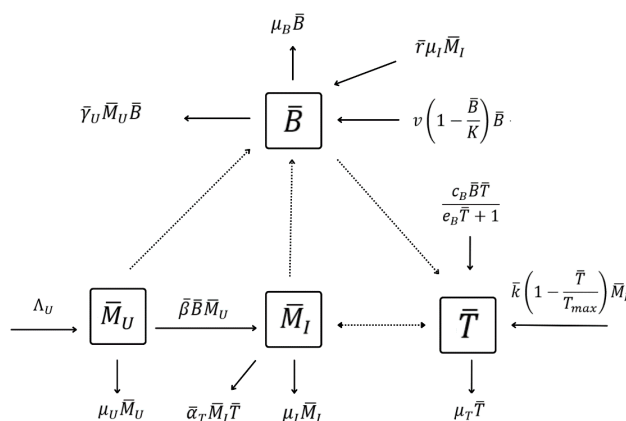 μ_B B̄
r̄μ_I M̄_I
γ̄_U M̄_U B̄
B̄
v(1 − B̄/K)B̄
c_B B̄T̄/(e_B T̄ + 1)
Λ_U
M̄_U
β̄B̄M̄_U
M̄_I
T̄
k̄(1 − T̄/T_max)
μ_U M̄_U
ᾱ_T M̄_I T̄
μ_I M̄_I
μ_T T̄